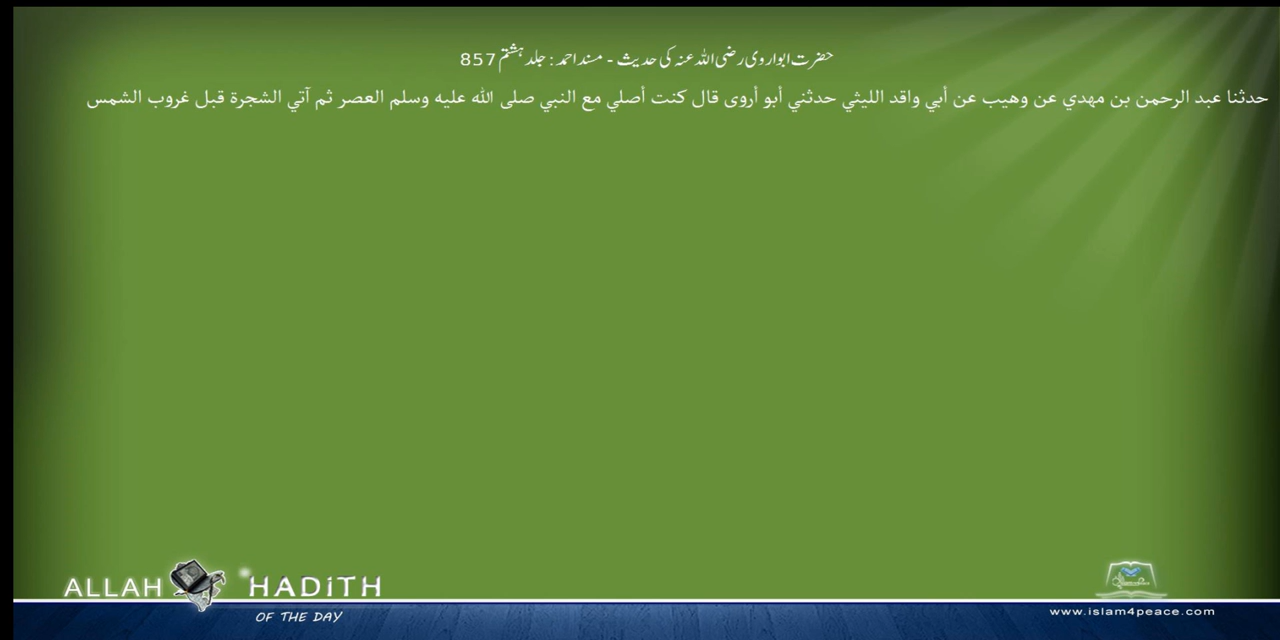 حضرت ابواروی رضی اللہ عنہ کی حدیث - مسند احمد : جلد ہشتم 857
حدثنا عبد الرحمن بن مهدي عن وهيب عن أبي واقد الليثي حدثني أبو أروى قال كنت أصلي مع النبي صلى الله عليه وسلم العصر ثم آتي الشجرة قبل غروب الشمس
ALLAH HADITH
OF THE DAY
www.islam4peace.com